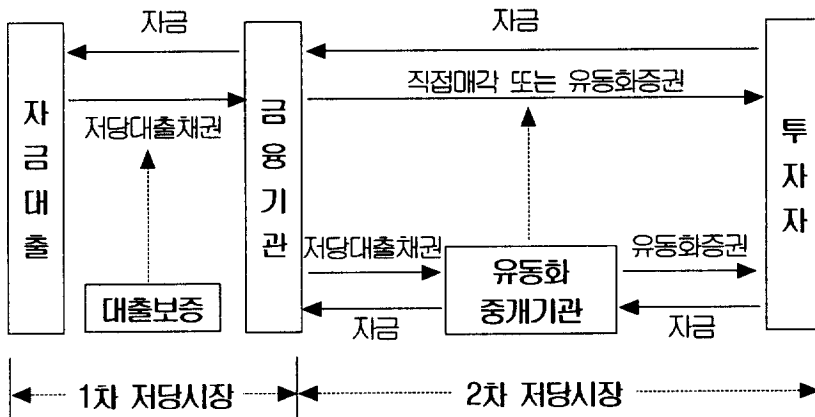 자금
자금
직접매각 또는 유동화증권
저당대출채권
자금대출
금융기관
투자자
저당대출채권
유동화증권
대출보증
유동화
중개기관
자금
자금
1차 저당시장
2차 저당시장